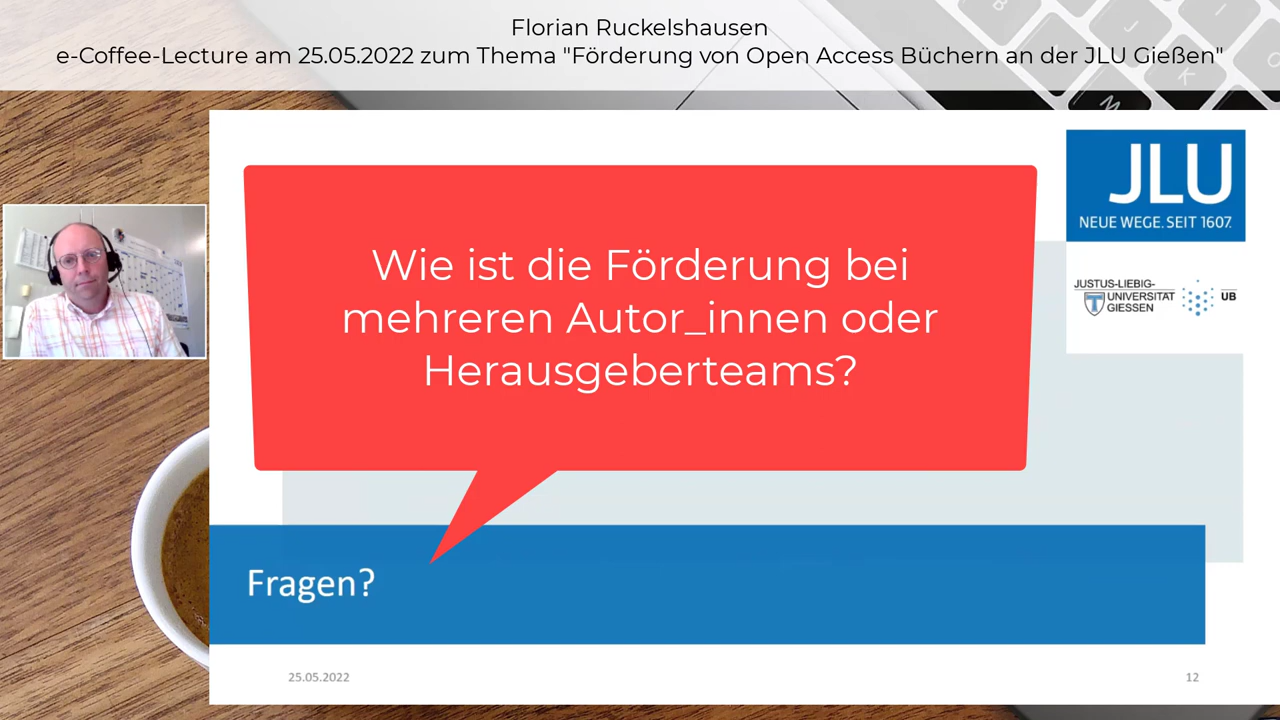 Florian Ruckelshausen
e-Coffee-Lecture am 25.05.2022 zum Thema "Förderung von Open Access Büchern an der JLU Gießen"
JLU
NEUE WEGE. SEIT 1607.
Wie ist die Förderung bei
mehreren Autor_innen oder
Herausgeberteams?
JUSTUS-LIEBIG-
UNIVERSITÄT
GIESSEN
UB
Fragen?
25.05.2022
12